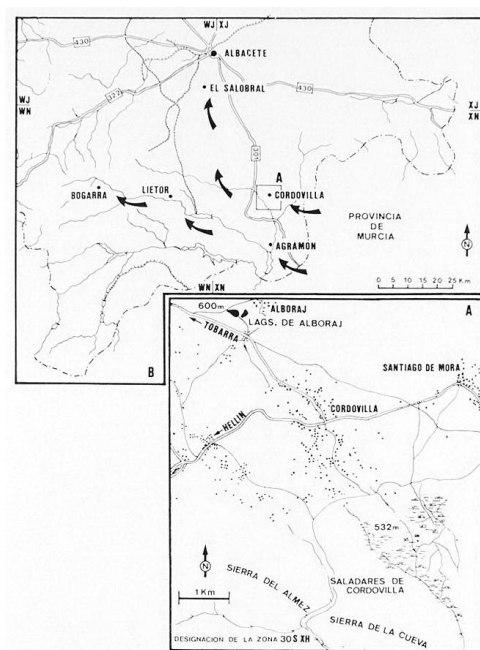 WJ XJ
430
ALBACETE
EL SALOBRAL
430
322
WJ
WN
XJ
XN
301
A
BOGARRA
LIETOR
CORDOVILLA
PROVINCIA
DE
MURCIA
N
AGRAMON
0 5 10 15 20 25 Km
WN XN
B
600m
ALBORAJ
LAGS. DE ALBORAJ
A
TOBARRA
SANTIAGO DE MORA
CORDOVILLA
HELLIN
532m
N
SIERRA DEL ALMEZ
SALADARES DE
CORDOVILLA
1 Km
SIERRA DE LA CUEVA
DESIGNACION DE LA ZONA 30S XH